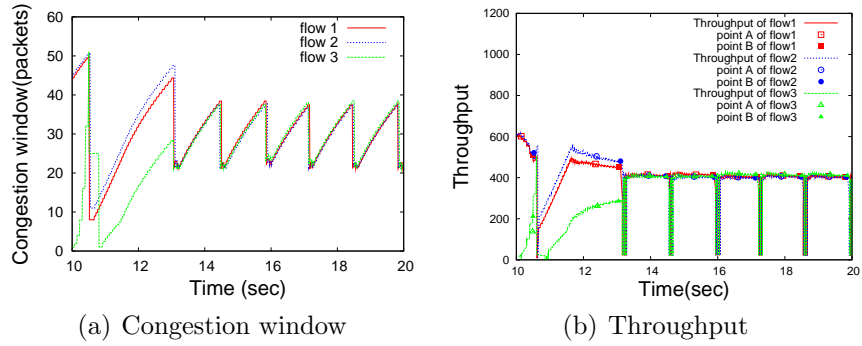 Congestion window(packets)
60
50
40
30
20
10
0
10 12 14 16 18 20
Time (sec)
flow 1
flow 2
flow 3
(a) Congestion window
Throughput
1200
1000
800
600
400
200
0
10 12 14 16 18 20
Time(sec)
Throughput of flow1
point A of flow1
point B of flow1
Throughput of flow2
point A of flow2
point B of flow2
Throughput of flow3
point A of flow3
point B of flow3
(b) Throughput